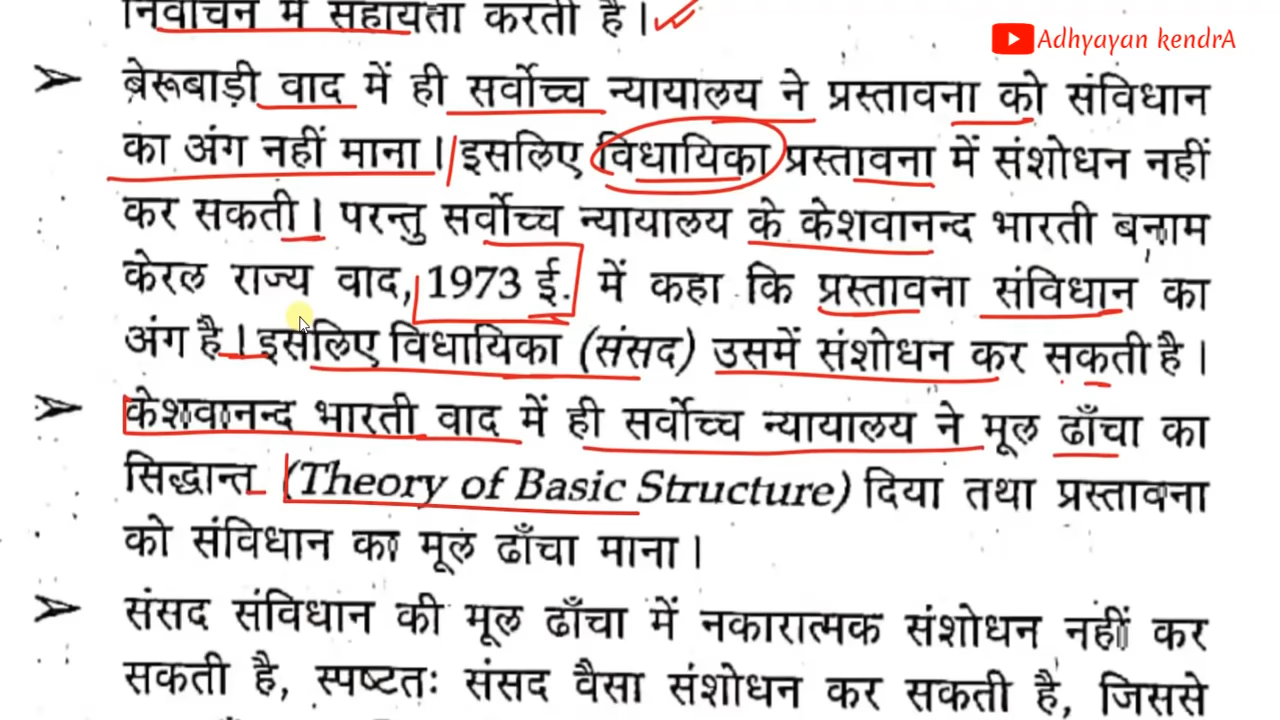 निर्वाचन में सहायता करती है।
Adhyayan kendrA
➢ बेरूबाड़ी वाद में ही सर्वोच्च न्यायालय ने प्रस्तावना को संविधान
का अंग नहीं माना। इसलिए विधायिका प्रस्तावना में संशोधन नहीं
कर सकती। परन्तु सर्वोच्च न्यायालय के केशवानन्द भारती बनाम
केरल राज्य वाद, 1973 ई. में कहा कि प्रस्तावना संविधान का
अंग है। इसलिए विधायिका (संसद) उसमें संशोधन कर सकती है।
➢ केशवानन्द भारती वाद में ही सर्वोच्च न्यायालय ने मूल ढाँचा का
सिद्धान्त (Theory of Basic Structure) दिया तथा प्रस्तावना
को संविधान का मूल ढाँचा माना।
➢ संसद संविधान की मूल ढाँचा में नकारात्मक संशोधन नहीं कर
सकती है, स्पष्टतः संसद वैसा संशोधन कर सकती है, जिससे